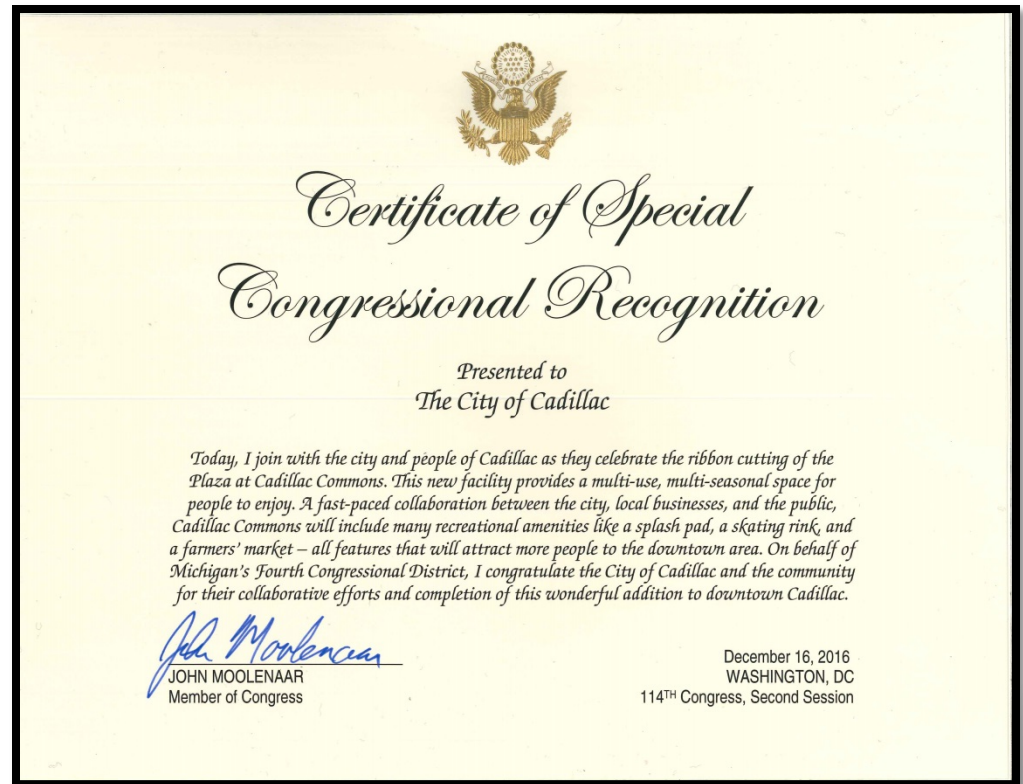 Certificate of Special
Congressional Recognition
Presented to
The City of Cadillac
Today, I join with the city and people of Cadillac as they celebrate the ribbon cutting of the
Plaza at Cadillac Commons. This new facility provides a multi-use, multi-seasonal space for
people to enjoy. A fast-paced collaboration between the city, local businesses, and the public,
Cadillac Commons will include many recreational amenities like a splash pad, a skating rink, and
a farmers' market – all features that will attract more people to the downtown area. On behalf of
Michigan's Fourth Congressional District, I congratulate the City of Cadillac and the community
for their collaborative efforts and completion of this wonderful addition to downtown Cadillac.
John Moolenaar
JOHN MOOLENAAR
Member of Congress
December 16, 2016
WASHINGTON, DC
114TH Congress, Second Session